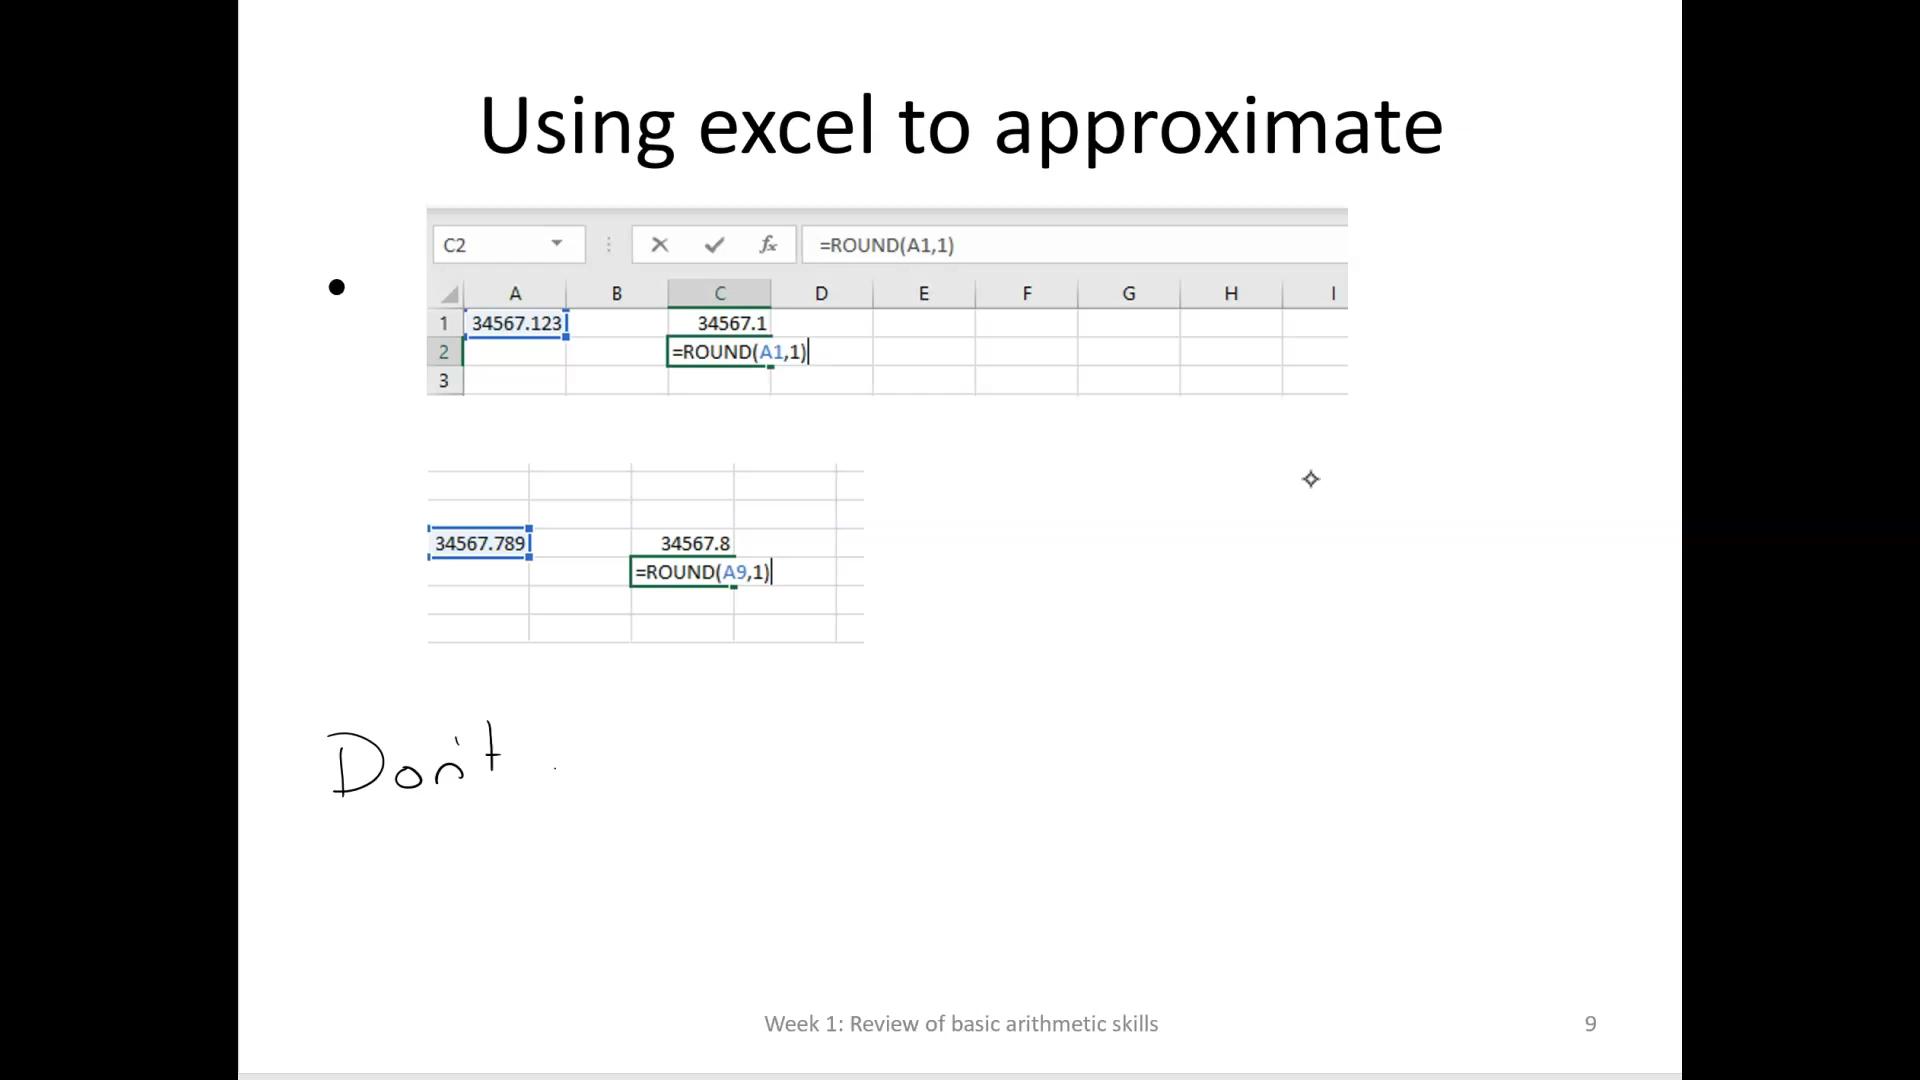 Using excel to approximate
C2 fx =ROUND(A1,1)
A B C D E F G H I
1 34567.123 34567.1
2 =ROUND(A1,1)
3
34567.789 34567.8
=ROUND(A9,1)
Don't
Week 1: Review of basic arithmetic skills 9